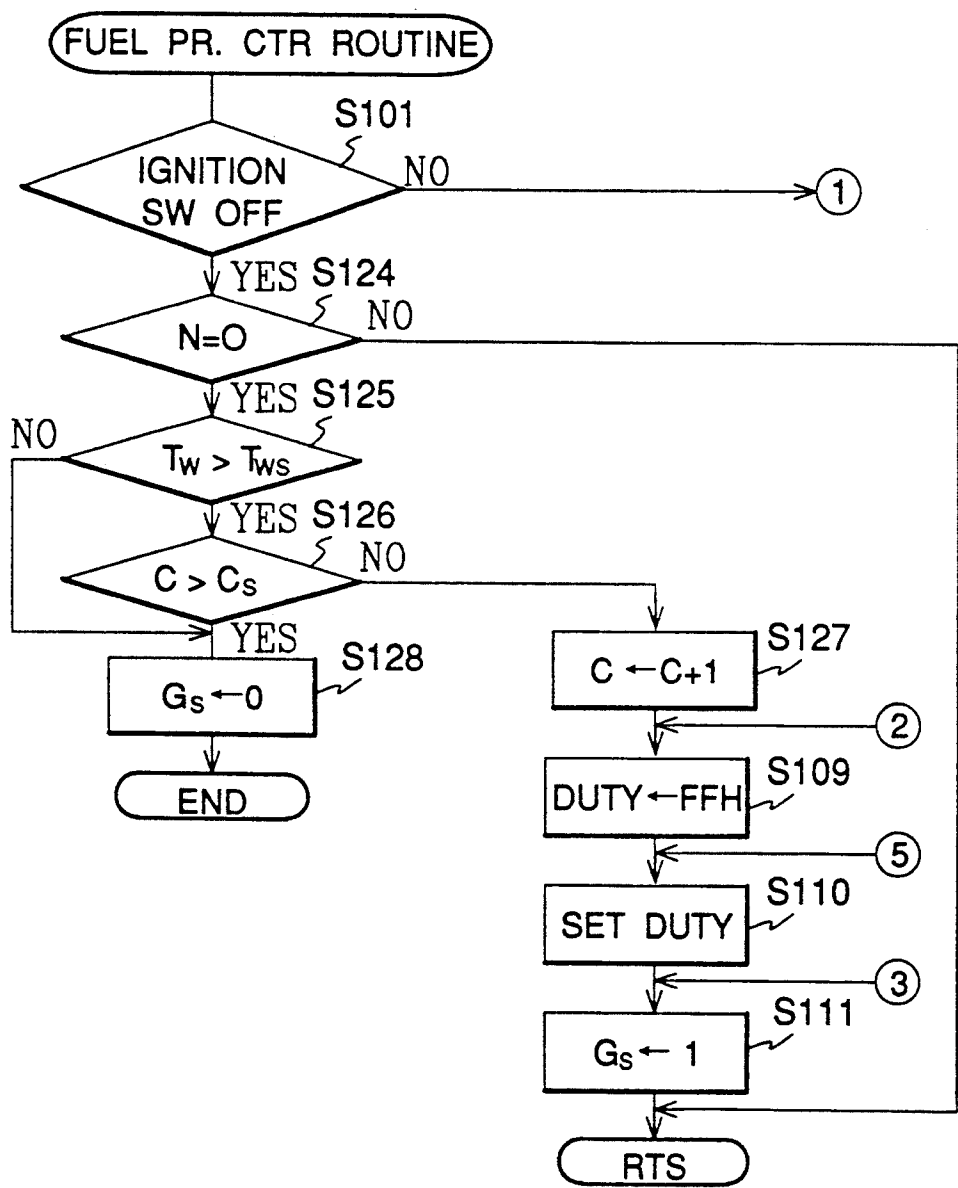 FUEL PR. CTR ROUTINE
S101
IGNITION
SW OFF
NO
1
YES
S124
N=O
NO
YES
S125
NO
Tw > Tws
YES
S126
C > Cs
NO
YES
S127
C ← C+1
S128
Gs ← 0
2
END
S109
DUTY ← FFH
5
S110
SET DUTY
3
S111
Gs ← 1
RTS